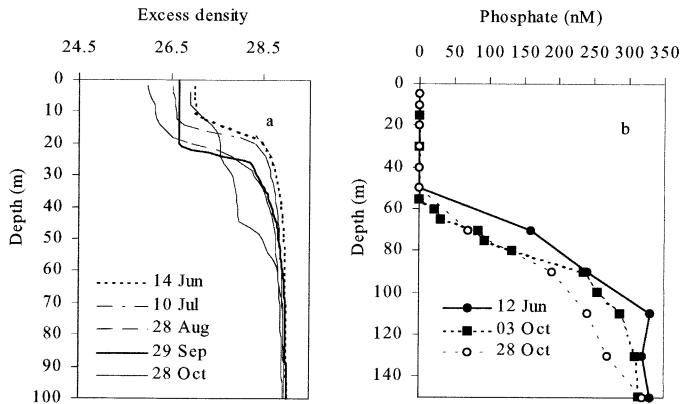 Excess density
24.5 26.5 28.5
0
10
20
30
40
50
60
70
80
90
100
Depth (m)
a
14 Jun
10 Jul
28 Aug
29 Sep
28 Oct
Phosphate (nM)
0 50 100 150 200 250 300 350
0
20
40
60
80
100
120
140
Depth (m)
b
12 Jun
03 Oct
28 Oct